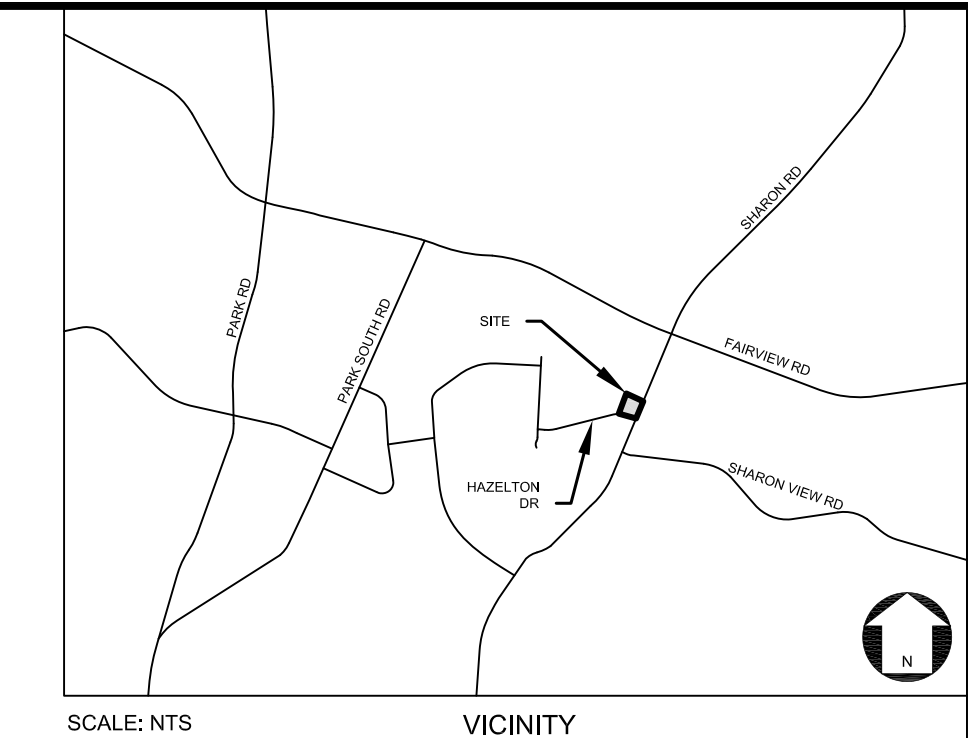 SHARON RD
PARK RD
PARK SOUTH RD
SITE
FAIRVIEW RD
HAZELTON
DR
SHARON VIEW RD
N
SCALE: NTS
VICINITY